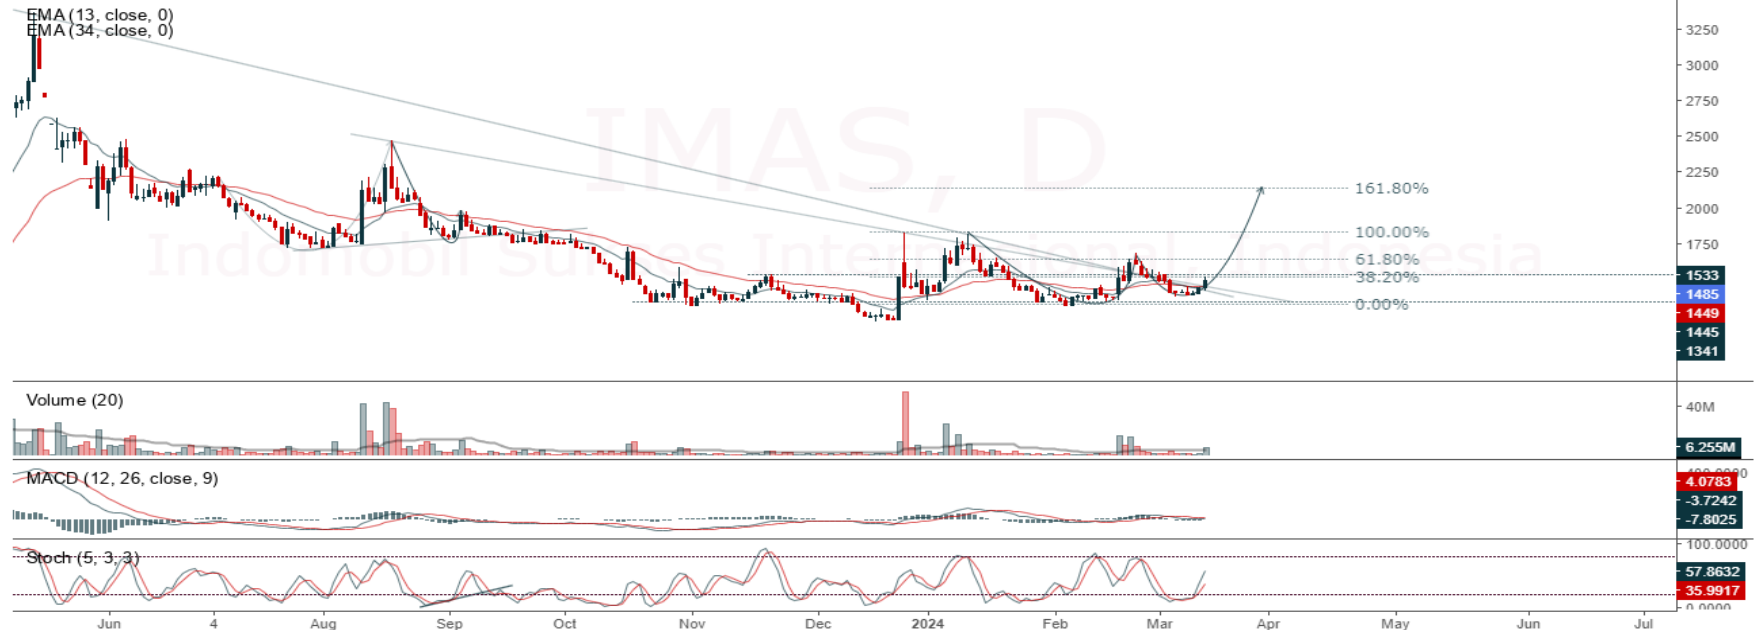 EMA (13, close, 0)
EMA (34, close, 0)
IMAS, D
Indomobil Sukses Internasional, Indonesia
3250
3000
2750
2500
2250
2000
1750
161.80%
100.00%
61.80%
38.20%
0.00%
1533
1485
1449
1445
1341
Volume (20)
40M
6.255M
MACD (12, 26, close, 9)
4.0783
-3.7242
-7.8025
Stoch (5, 3, 3)
100.0000
57.8632
35.9917
0.0000
Jun
4
Aug
Sep
Oct
Nov
Dec
2024
Feb
Mar
Apr
May
Jun
Jul